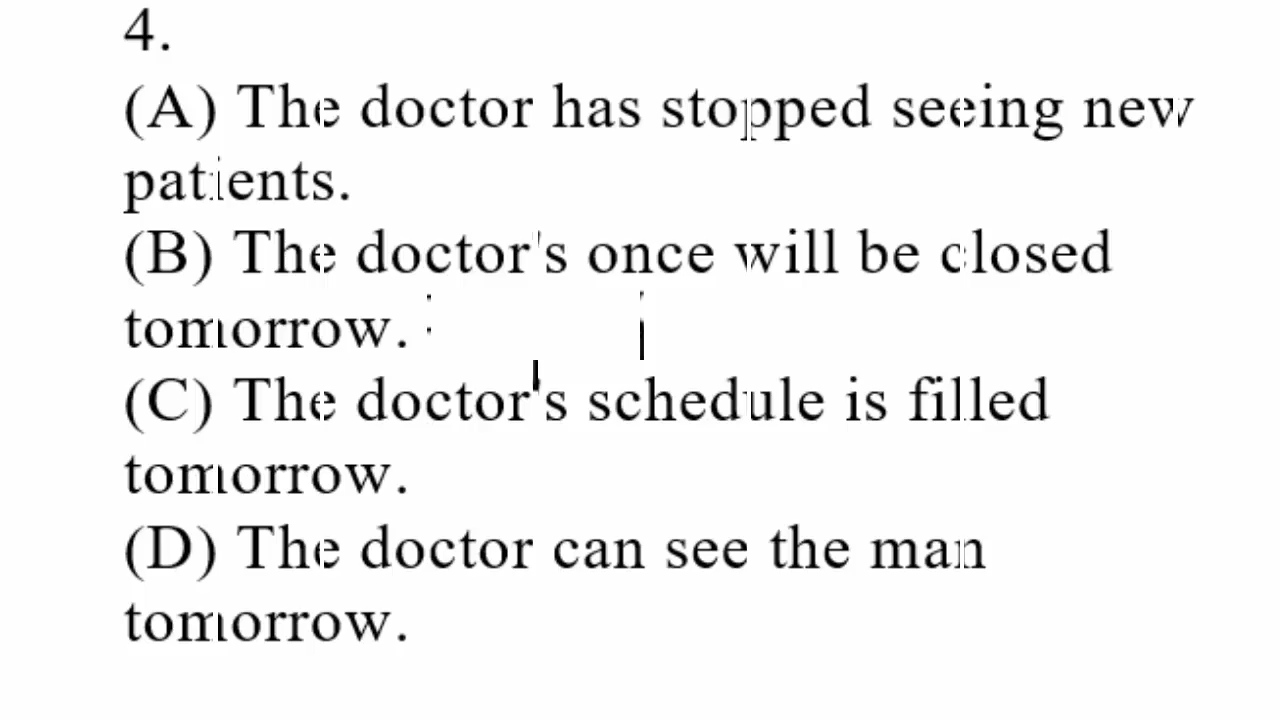 4.
(A) The doctor has stopped seeing new
patients.
(B) The doctor's once will be closed
tomorrow.
(C) The doctor's schedule is filled
tomorrow.
(D) The doctor can see the man
tomorrow.